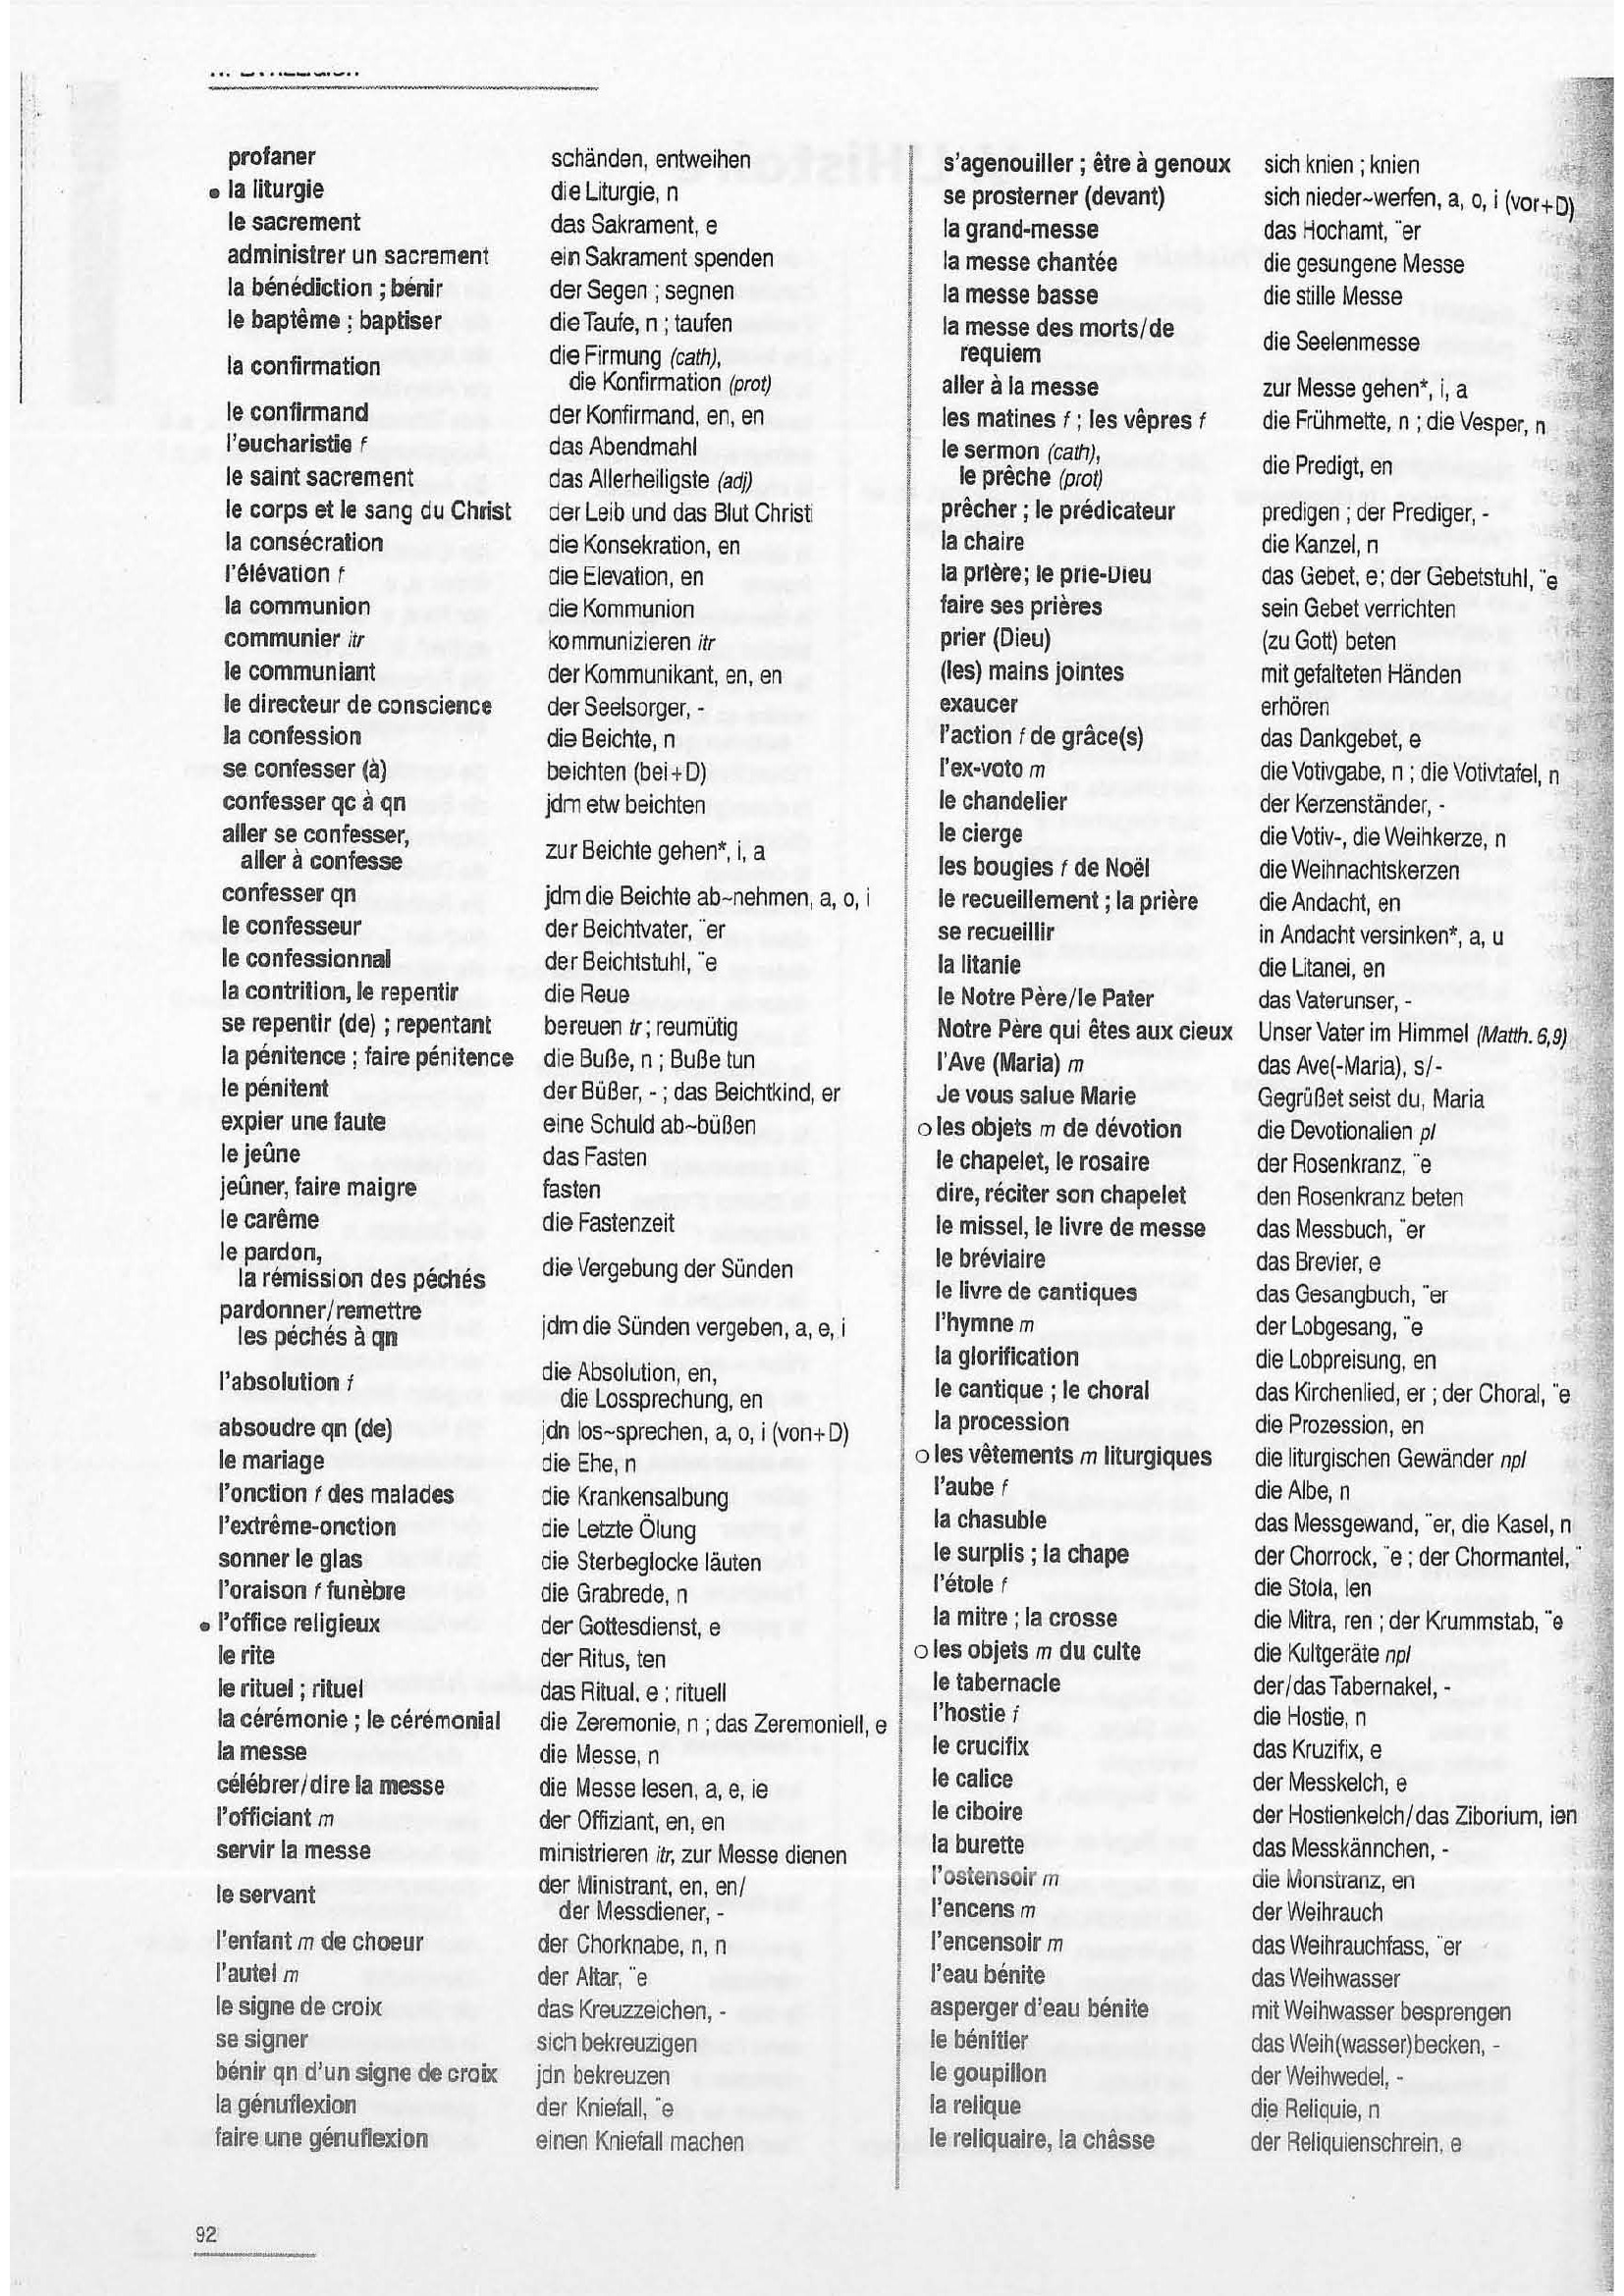 profaner schänden, entweihen
• la liturgie die Liturgie, n
le sacrement das Sakrament, e
administrer un sacrement ein Sakrament spenden
la bénédiction ; bénir der Segen ; segnen
le baptême ; baptiser die Taufe, n ; taufen
la confirmation die Firmung (cath),
die Konfirmation (prot)
le confirmand der Konfirmand, en, en
l'eucharistie f das Abendmahl
le saint sacrement das Allerheiligste (adj)
le corps et le sang du Christ der Leib und das Blut Christi
la consécration die Konsekration, en
l'élévation f die Elevation, en
la communion die Kommunion
communier itr kommunizieren itr
le communiant der Kommunikant, en, en
le directeur de conscience der Seelsorger, -
la confession die Beichte, n
se confesser (à) beichten (bei+D)
confesser qc à qn jdm etw beichten
aller se confesser,
aller à confesse zur Beichte gehen*, i, a
confesser qn jdm die Beichte ab~nehmen, a, o, i
le confesseur der Beichtvater, ¨er
le confessionnal der Beichtstuhl, ¨e
la contrition, le repentir die Reue
se repentir (de) ; repentant bereuen tr ; reumütig
la pénitence ; faire pénitence die Buße, n ; Buße tun
le pénitent der Büßer, - ; das Beichtkind, er
expier une faute eine Schuld ab~büßen
le jeûne das Fasten
jeûner, faire maigre fasten
le carême die Fastenzeit
le pardon,
la rémission des péchés die Vergebung der Sünden
pardonner/remettre
les péchés à qn jdm die Sünden vergeben, a, e, i
l'absolution f die Absolution, en,
die Lossprechung, en
absoudre qn (de) jdn los~sprechen, a, o, i (von+D)
le mariage die Ehe, n
l'onction f des malades die Krankensalbung
l'extrême-onction die Letzte Ölung
sonner le glas die Sterbeglocke läuten
l'oraison f funèbre die Grabrede, n
• l'office religieux der Gottesdienst, e
le rite der Ritus, ten
le rituel ; rituel das Ritual, e ; rituell
la cérémonie ; le cérémonial die Zeremonie, n ; das Zeremoniell, e
la messe die Messe, n
célébrer/dire la messe die Messe lesen, a, e, ie
l'officiant m der Offiziant, en, en
servir la messe ministrieren itr, zur Messe dienen
le servant der Ministrant, en, en/
der Messdiener, -
l'enfant m de choeur der Chorknabe, n, n
l'autel m der Altar, ¨e
le signe de croix das Kreuzzeichen, -
se signer sich bekreuzigen
bénir qn d'un signe de croix jdn bekreuzen
la génuflexion der Kniefall, ¨e
faire une génuflexion einen Kniefall machen
s'agenouiller ; être à genoux sich knien ; knien
se prosterner (devant) sich nieder~werfen, a, o, i (vor+D)
la grand-messe das Hochamt, ¨er
la messe chantée die gesungene Messe
la messe basse die stille Messe
la messe des morts/de
requiem die Seelenmesse
aller à la messe zur Messe gehen*, i, a
les matines f ; les vêpres f die Frühmette, n ; die Vesper, n
le sermon (cath),
le prêche (prot) die Predigt, en
prêcher ; le prédicateur predigen ; der Prediger, -
la chaire die Kanzel, n
la prière; le prie-Dieu das Gebet, e; der Gebetstuhl, ¨e
faire ses prières sein Gebet verrichten
prier (Dieu) (zu Gott) beten
(les) mains jointes mit gefalteten Händen
exaucer erhören
l'action f de grâce(s) das Dankgebet, e
l'ex-voto m die Votivgabe, n ; die Votivtafel, n
le chandelier der Kerzenständer, -
le cierge die Votiv-, die Weihkerze, n
les bougies f de Noël die Weihnachtskerzen
le recueillement ; la prière die Andacht, en
se recueillir in Andacht versinken*, a, u
la litanie die Litanei, en
le Notre Père/le Pater das Vaterunser, -
Notre Père qui êtes aux cieux Unser Vater im Himmel (Matth. 6,9)
l'Ave (Maria) m das Ave(-Maria), s/-
Je vous salue Marie Gegrüßet seist du, Maria
o les objets m de dévotion die Devotionalien pl
le chapelet, le rosaire der Rosenkranz, ¨e
dire, réciter son chapelet den Rosenkranz beten
le missel, le livre de messe das Messbuch, ¨er
le bréviaire das Brevier, e
le livre de cantiques das Gesangbuch, ¨er
l'hymne m der Lobgesang, ¨e
la glorification die Lobpreisung, en
le cantique ; le choral das Kirchenlied, er ; der Choral, ¨e
la procession die Prozession, en
o les vêtements m liturgiques die liturgischen Gewänder npl
l'aube f die Albe, n
la chasuble das Messgewand, ¨er, die Kasel, n
le surplis ; la chape der Chorrock, ¨e ; der Chormantel, ¨
l'étole f die Stola, len
la mitre ; la crosse die Mitra, ren ; der Krummstab, ¨e
o les objets m du culte die Kultgeräte npl
le tabernacle der/das Tabernakel, -
l'hostie f die Hostie, n
le crucifix das Kruzifix, e
le calice der Messkelch, e
le ciboire der Hostienkelch/das Ziborium, ien
la burette das Messkännchen, -
l'ostensoir m die Monstranz, en
l'encens m der Weihrauch
l'encensoir m das Weihrauchfass, ¨er
l'eau bénite das Weihwasser
asperger d'eau bénite mit Weihwasser besprengen
le bénitier das Weih(wasser)becken, -
le goupillon der Weihwedel, -
la relique die Reliquie, n
le reliquaire, la châsse der Reliquienschrein, e
92